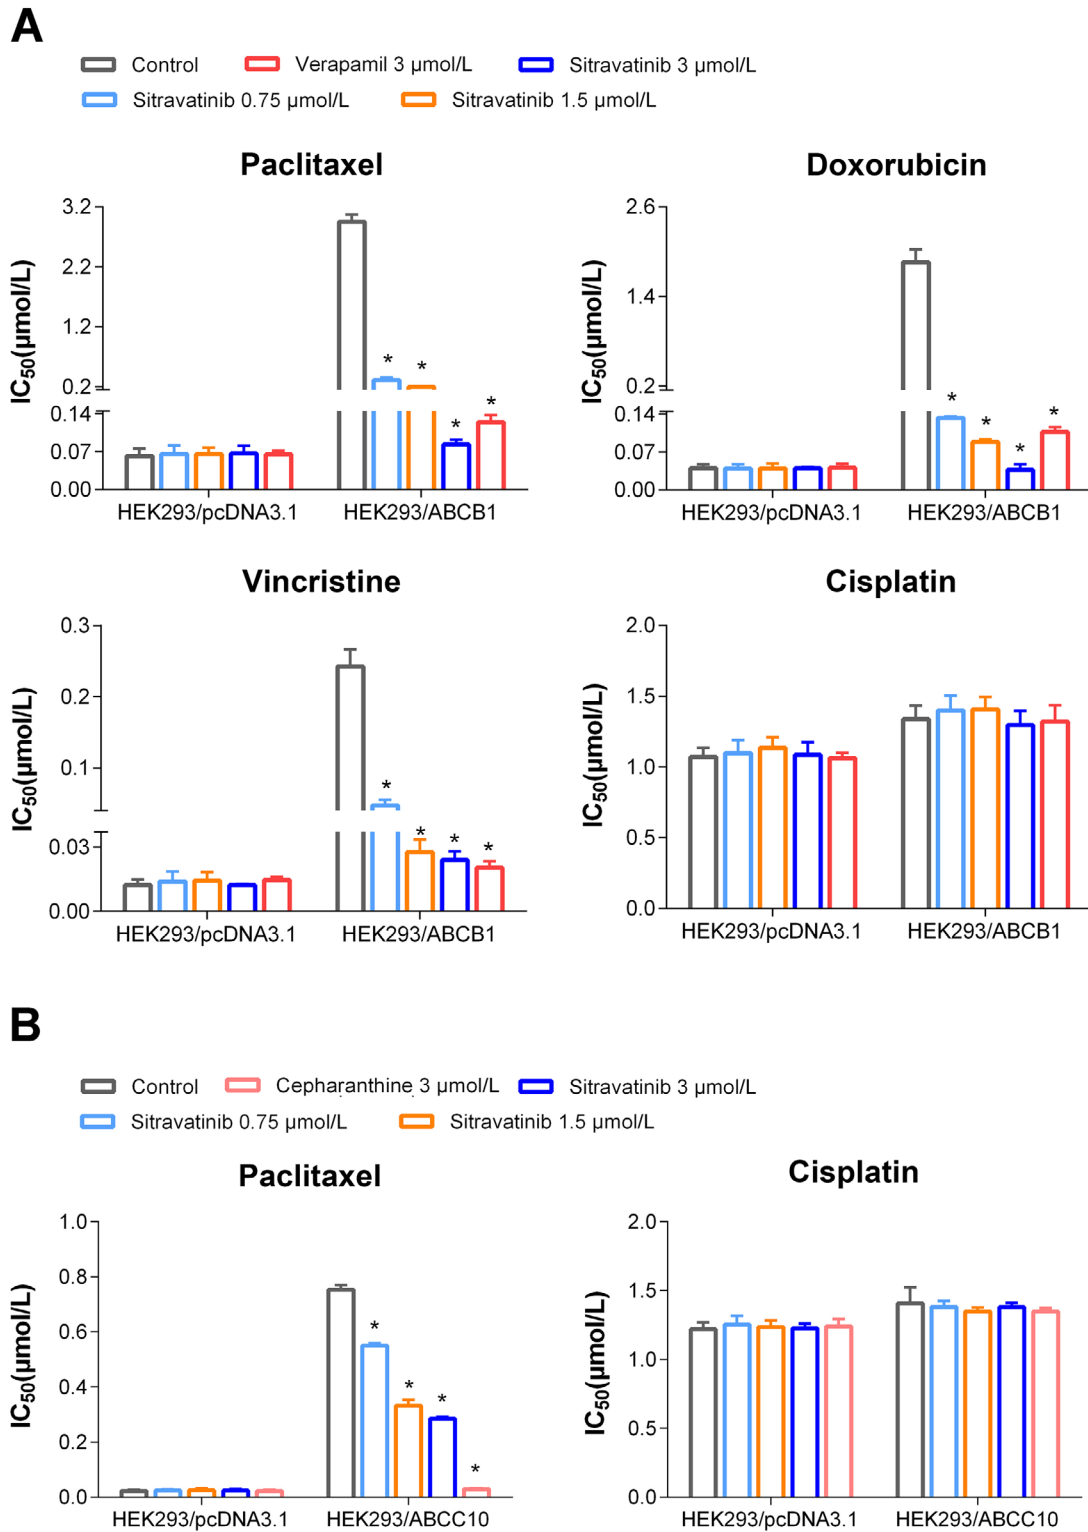 A
Control
Verapamil 3 µmol/L
Sitravatinib 3 µmol/L
Sitravatinib 0.75 µmol/L
Sitravatinib 1.5 µmol/L
Paclitaxel
IC50(µmol/L)
3.2
2.2
1.2
0.2
0.14
0.07
0.00
* * * *
HEK293/pcDNA3.1
HEK293/ABCB1
Doxorubicin
IC50(µmol/L)
2.6
1.4
0.2
0.14
0.07
0.00
* * * *
HEK293/pcDNA3.1
HEK293/ABCB1
Vincristine
IC50(µmol/L)
0.3
0.2
0.1
0.03
0.00
* * * *
HEK293/pcDNA3.1
HEK293/ABCB1
Cisplatin
IC50(µmol/L)
2.0
1.5
1.0
0.5
0.0
HEK293/pcDNA3.1
HEK293/ABCB1
B
Control
Cepharanthine 3 µmol/L
Sitravatinib 3 µmol/L
Sitravatinib 0.75 µmol/L
Sitravatinib 1.5 µmol/L
Paclitaxel
IC50(µmol/L)
1.0
0.8
0.6
0.4
0.2
0.0
* * * *
HEK293/pcDNA3.1
HEK293/ABCC10
Cisplatin
IC50(µmol/L)
2.0
1.5
1.0
0.5
0.0
HEK293/pcDNA3.1
HEK293/ABCC10